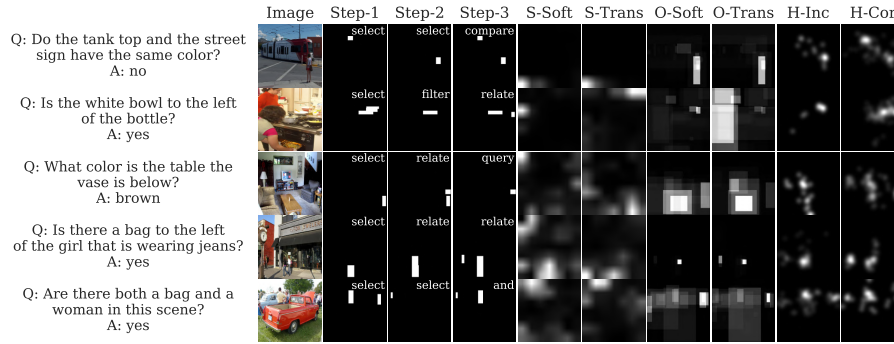 Image Step-1 Step-2 Step-3 S-Soft S-Trans O-Soft O-Trans H-Inc H-Cor
Q: Do the tank top and the street
sign have the same color?
A: no
select select compare
Q: Is the white bowl to the left
of the bottle?
A: yes
select filter relate
Q: What color is the table the
vase is below?
A: brown
select relate query
Q: Is there a bag to the left
of the girl that is wearing jeans?
A: yes
select relate relate
Q: Are there both a bag and a
woman in this scene?
A: yes
select select and